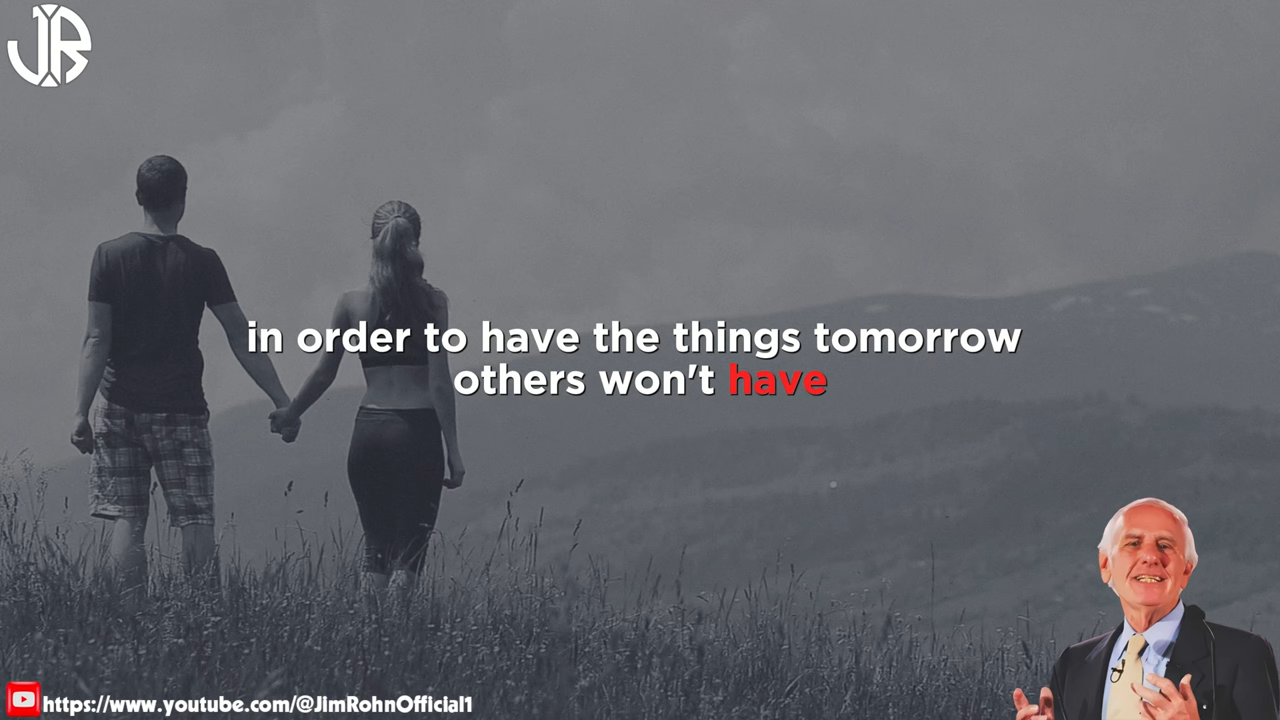 JR
in order to have the things tomorrow
others won't have
https://www.youtube.com/@JimRohnOfficial1